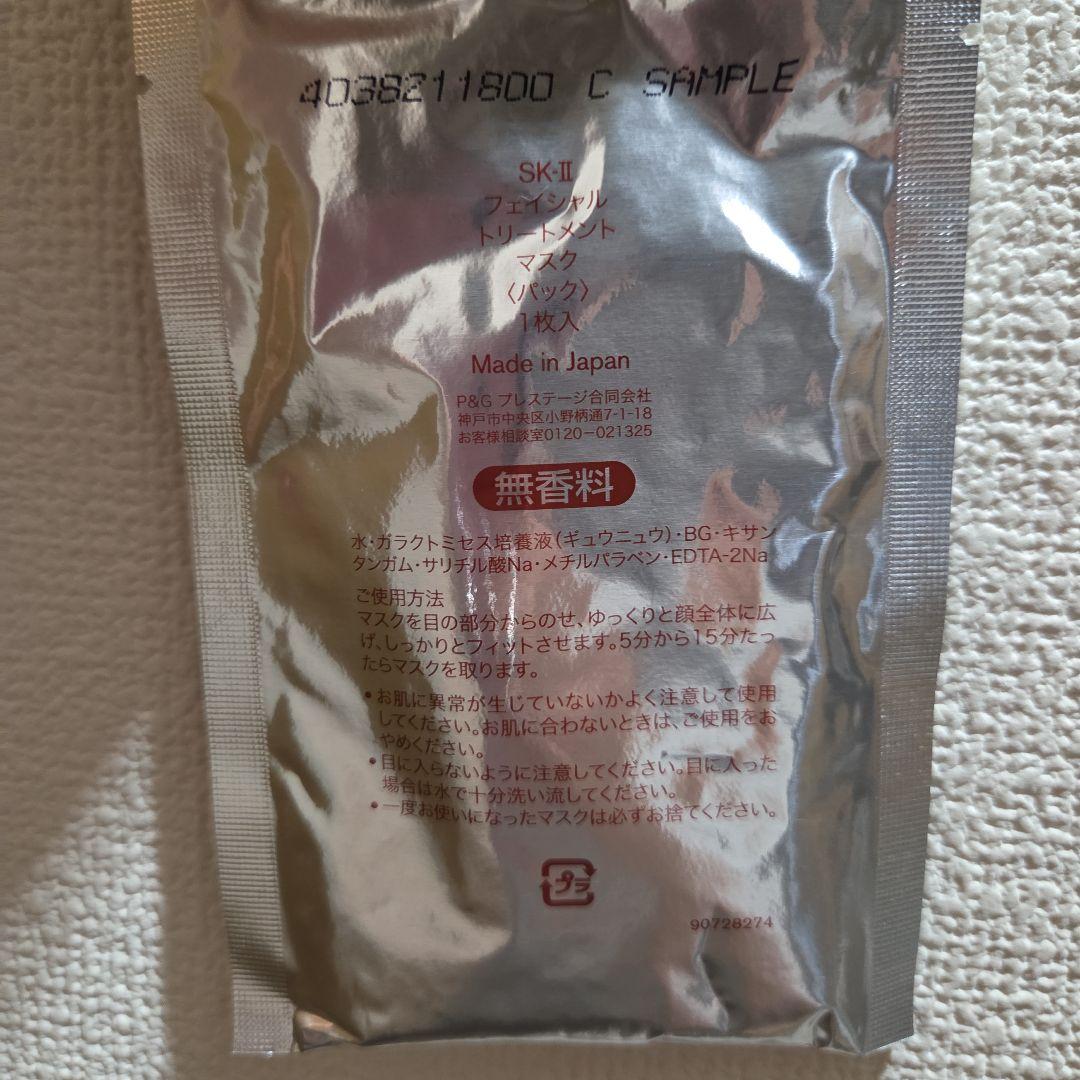 4038211800 C SAMPLE
SK-II
フェイシャル
トリートメント
マスク
〈パック〉
1枚入
Made in Japan
P&G プレステージ合同会社
神戸市中央区小野柄通7-1-18
お客様相談室0120-021325
無香料
水・ガラクトミセス培養液(ギュウニュウ)・BG・キサン
タンガム・サリチル酸Na・メチルパラベン・EDTA-2Na
ご使用方法
マスクを目の部分からのせ、ゆっくりと顔全体に広
げ、しっかりとフィットさせます。5分から15分たっ
たらマスクを取ります。
•お肌に異常が生じていないかよく注意して使用
してください。お肌に合わないときは、ご使用をお
やめください。
•目に入らないように注意してください。目に入った
場合は水で十分洗い流してください。
•一度お使いになったマスクは必ずお捨てください。
プラ
90728274